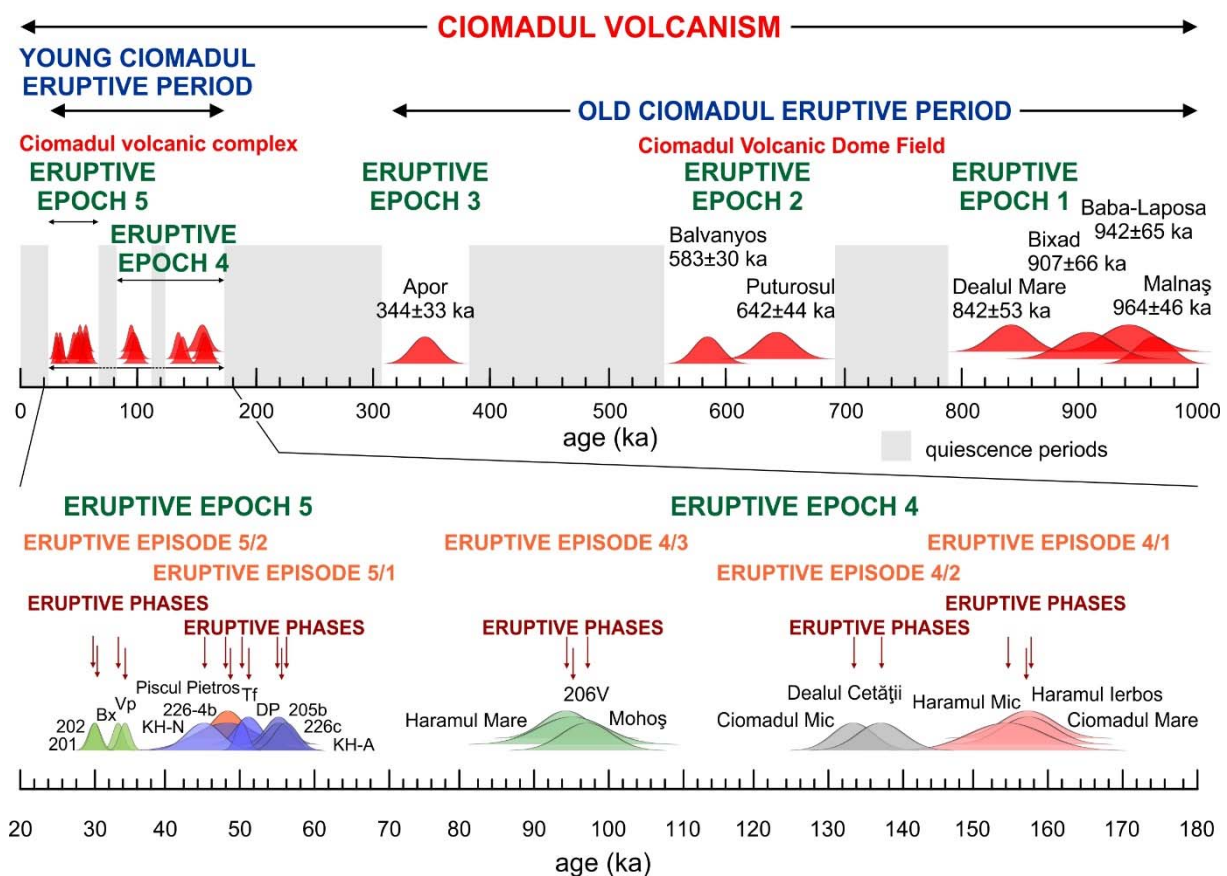 CIOMADUL VOLCANISM
YOUNG CIOMADUL
ERUPTIVE PERIOD
OLD CIOMADUL ERUPTIVE PERIOD
Ciomadul volcanic complex
Ciomadul Volcanic Dome Field
ERUPTIVE
EPOCH 5
ERUPTIVE
EPOCH 4
ERUPTIVE
EPOCH 3
ERUPTIVE
EPOCH 2
ERUPTIVE
EPOCH 1
Apor
344±33 ka
Balvanyos
583±30 ka
Puturosul
642±44 ka
Dealul Mare
842±53 ka
Bixad
907±66 ka
Baba-Laposa
942±65 ka
Malnaş
964±46 ka
0 100 200 300 400 500 600 700 800 900 1000
age (ka)
quiescence periods
ERUPTIVE EPOCH 5
ERUPTIVE EPOCH 4
ERUPTIVE EPISODE 5/2
ERUPTIVE EPISODE 4/3
ERUPTIVE EPISODE 4/1
ERUPTIVE EPISODE 5/1
ERUPTIVE EPISODE 4/2
ERUPTIVE PHASES
ERUPTIVE PHASES
ERUPTIVE PHASES
ERUPTIVE PHASES
ERUPTIVE PHASES
202
201
Bx
Vp
Piscul Pietros
KH-N
226-4b
Tf
DP
205b
226c
KH-A
Haramul Mare
206V
Mohoş
Dealul Cetăţii
Ciomadul Mic
Haramul Mic
Haramul Ierbos
Ciomadul Mare
20 30 40 50 60 70 80 90 100 110 120 130 140 150 160 170 180
age (ka)